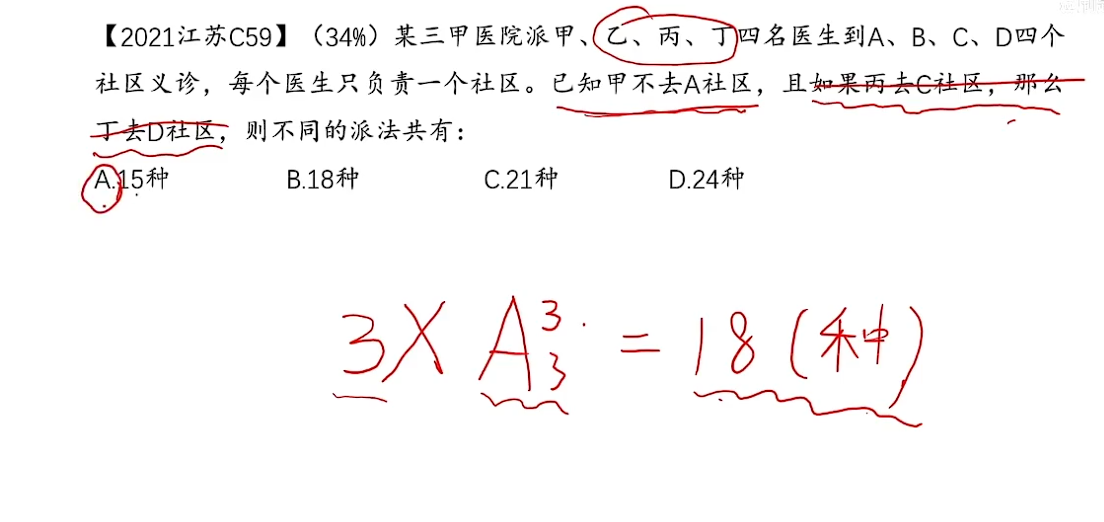 【2021江苏C59】（34%）某三甲医院派甲、乙、丙、丁四名医生到A、B、C、D四个
社区义诊，每个医生只负责一个社区。已知甲不去A社区，且如果丙去C社区，那么
丁去D社区，则不同的派法共有：
A.15种 B.18种 C.21种 D.24种
3×A³₃=18(种)